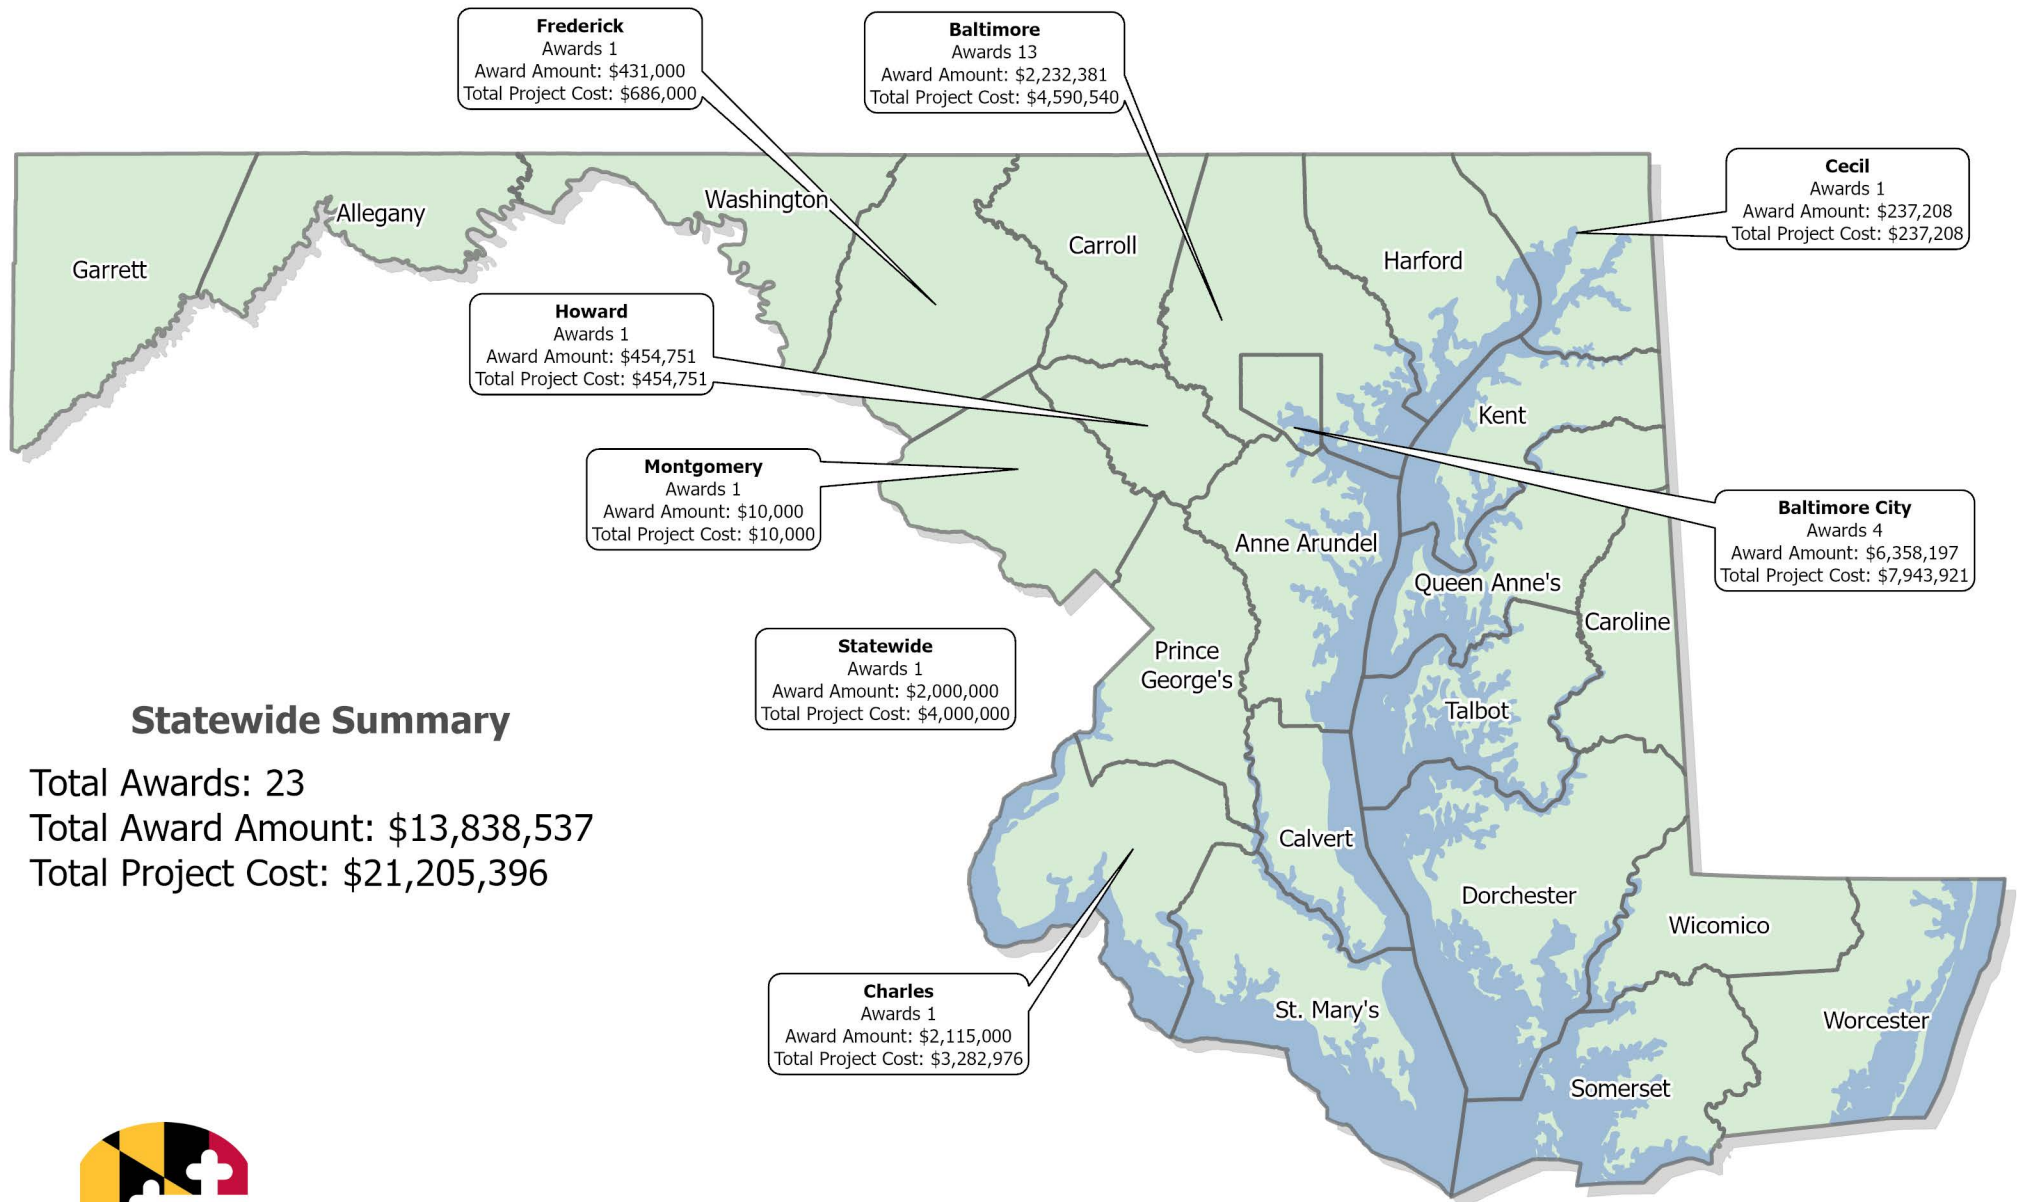 Frederick
Awards 1
Award Amount: $431,000
Total Project Cost: $686,000
Baltimore
Awards 13
Award Amount: $2,232,381
Total Project Cost: $4,590,540
Cecil
Awards 1
Award Amount: $237,208
Total Project Cost: $237,208
Garrett
Allegany
Washington
Carroll
Harford
Howard
Awards 1
Award Amount: $454,751
Total Project Cost: $454,751
Kent
Montgomery
Awards 1
Award Amount: $10,000
Total Project Cost: $10,000
Baltimore City
Awards 4
Award Amount: $6,358,197
Total Project Cost: $7,943,921
Anne Arundel
Queen Anne's
Caroline
Statewide
Awards 1
Award Amount: $2,000,000
Total Project Cost: $4,000,000
Prince
George's
Talbot
Statewide Summary
Total Awards: 23
Total Award Amount: $13,838,537
Total Project Cost: $21,205,396
Calvert
Dorchester
Wicomico
Charles
Awards 1
Award Amount: $2,115,000
Total Project Cost: $3,282,976
St. Mary's
Worcester
Somerset